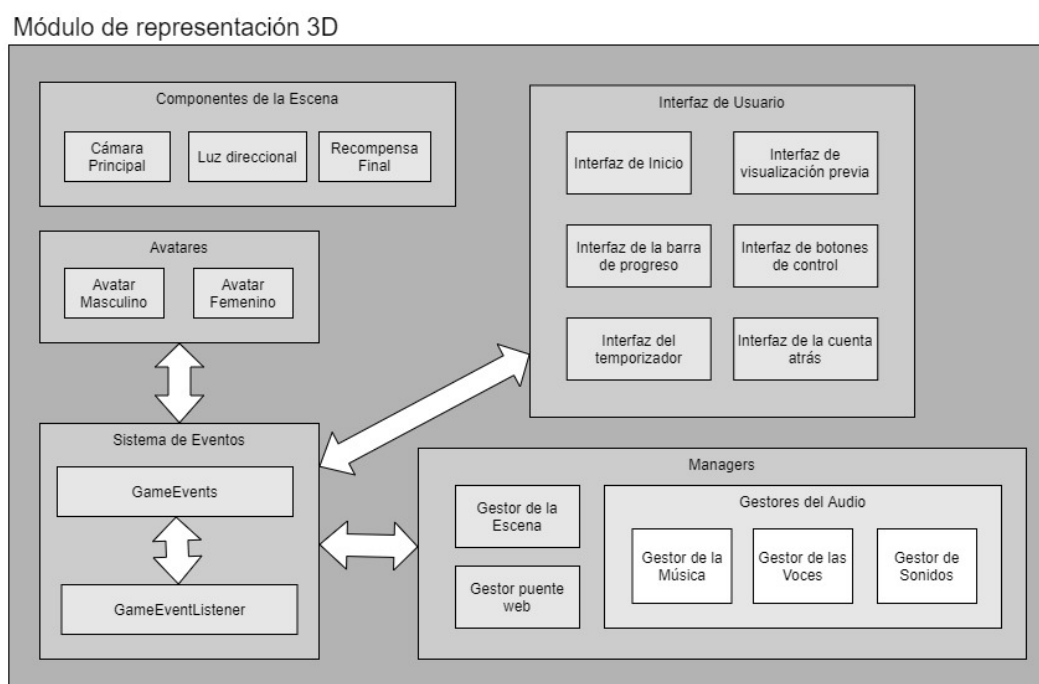 Módulo de representación 3D
Componentes de la Escena
Cámara
Principal
Luz direccional
Recompensa
Final
Interfaz de Usuario
Interfaz de Inicio
Interfaz de
visualización previa
Interfaz de la barra
de progreso
Interfaz de botones
de control
Interfaz del
temporizador
Interfaz de la cuenta
atrás
Avatares
Avatar
Masculino
Avatar
Femenino
Sistema de Eventos
GameEvents
GameEventListener
Managers
Gestor de la
Escena
Gestor puente
web
Gestores del Audio
Gestor de la
Música
Gestor de las
Voces
Gestor de
Sonidos